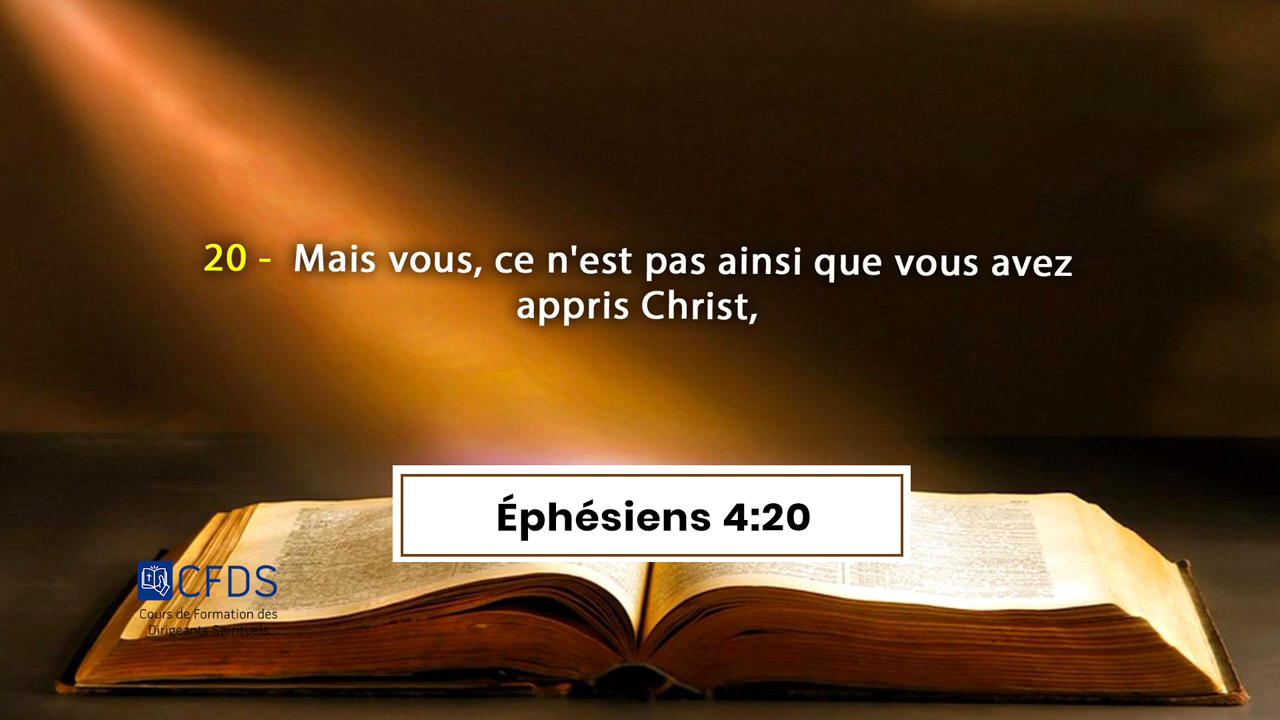 20 - Mais vous, ce n'est pas ainsi que vous avez
appris Christ,
Éphésiens 4:20
CFDS
Cours de Formation des
Dirigeants Spirituels